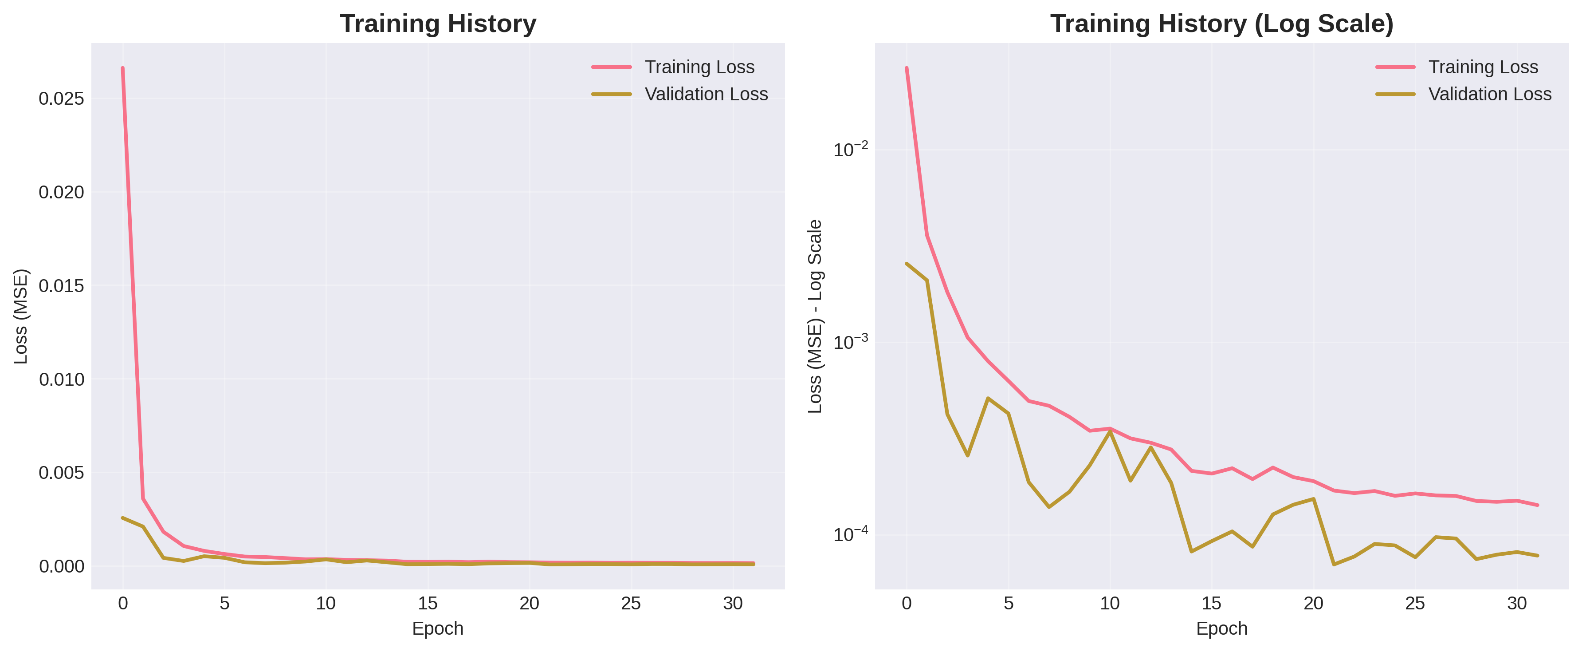 Training History
Training Loss
Validation Loss
0.025
0.020
0.015
0.010
0.005
0.000
Loss (MSE)
0 5 10 15 20 25 30
Epoch
Training History (Log Scale)
Training Loss
Validation Loss
10⁻²
10⁻³
10⁻⁴
Loss (MSE) - Log Scale
0 5 10 15 20 25 30
Epoch